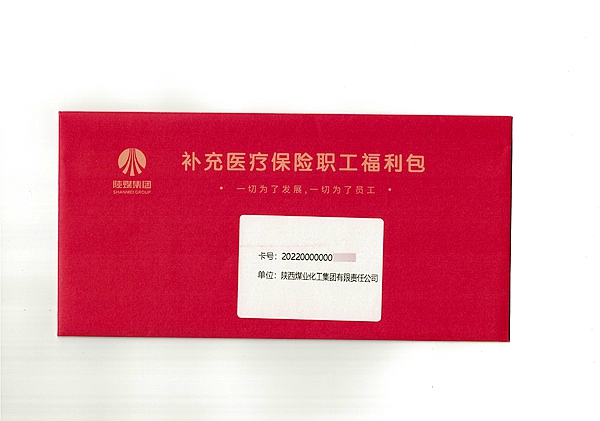 陕煤集团
SHANMEI GROUP
补充医疗保险职工福利包
· 一切为了发展,一切为了员工 ·
卡号: 20220000000
单位: 陕西煤业化工集团有限责任公司